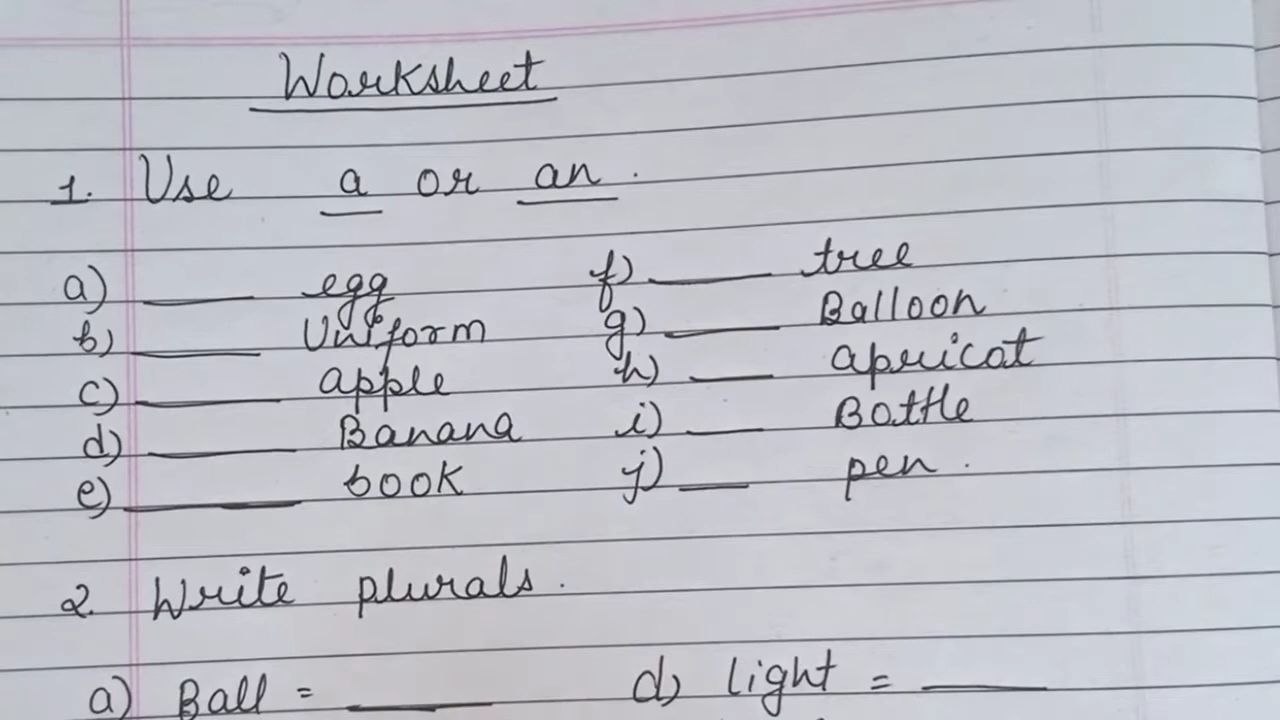 Worksheet
1. Use a or an.
a) ____ egg f) ____ tree
b) ____ Uniform g) ____ Balloon
c) ____ apple h) ____ apricot
d) ____ Banana i) ____ Bottle
e) ____ book j) ____ pen.
2. Write plurals.
a) Ball = ____ d) light = ____